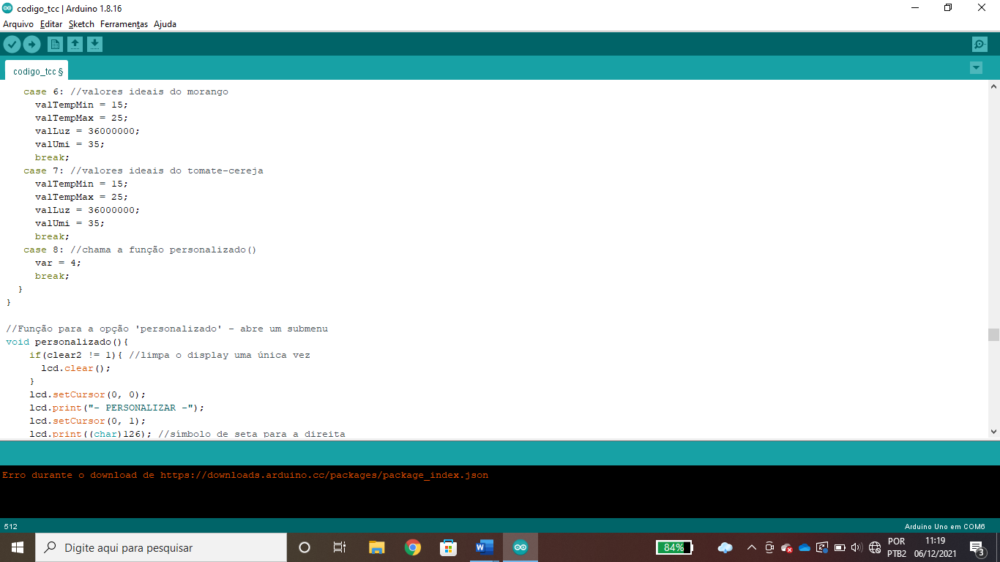 codigo_tcc | Arduino 1.8.16
Arquivo Editar Sketch Ferramentas Ajuda
codigo_tcc §
case 6: //valores ideais do morango
valTempMin = 15;
valTempMax = 25;
valLuz = 36000000;
valUmi = 35;
break;
case 7: //valores ideais do tomate-cereja
valTempMin = 15;
valTempMax = 25;
valLuz = 36000000;
valUmi = 35;
break;
case 8: //chama a função personalizado()
var = 4;
break;
}
}
//Função para a opção 'personalizado' - abre um submenu
void personalizado(){
if(clear2 != 1){ //limpa o display uma única vez
lcd.clear();
}
lcd.setCursor(0, 0);
lcd.print("- PERSONALIZAR -");
lcd.setCursor(0, 1);
lcd.print((char)126); //símbolo de seta para a direita
Erro durante o download de https://downloads.arduino.cc/packages/package_index.json
512
Arduino Uno em COM6
Digite aqui para pesquisar
84%
POR
PTB2
11:19
06/12/2021
3